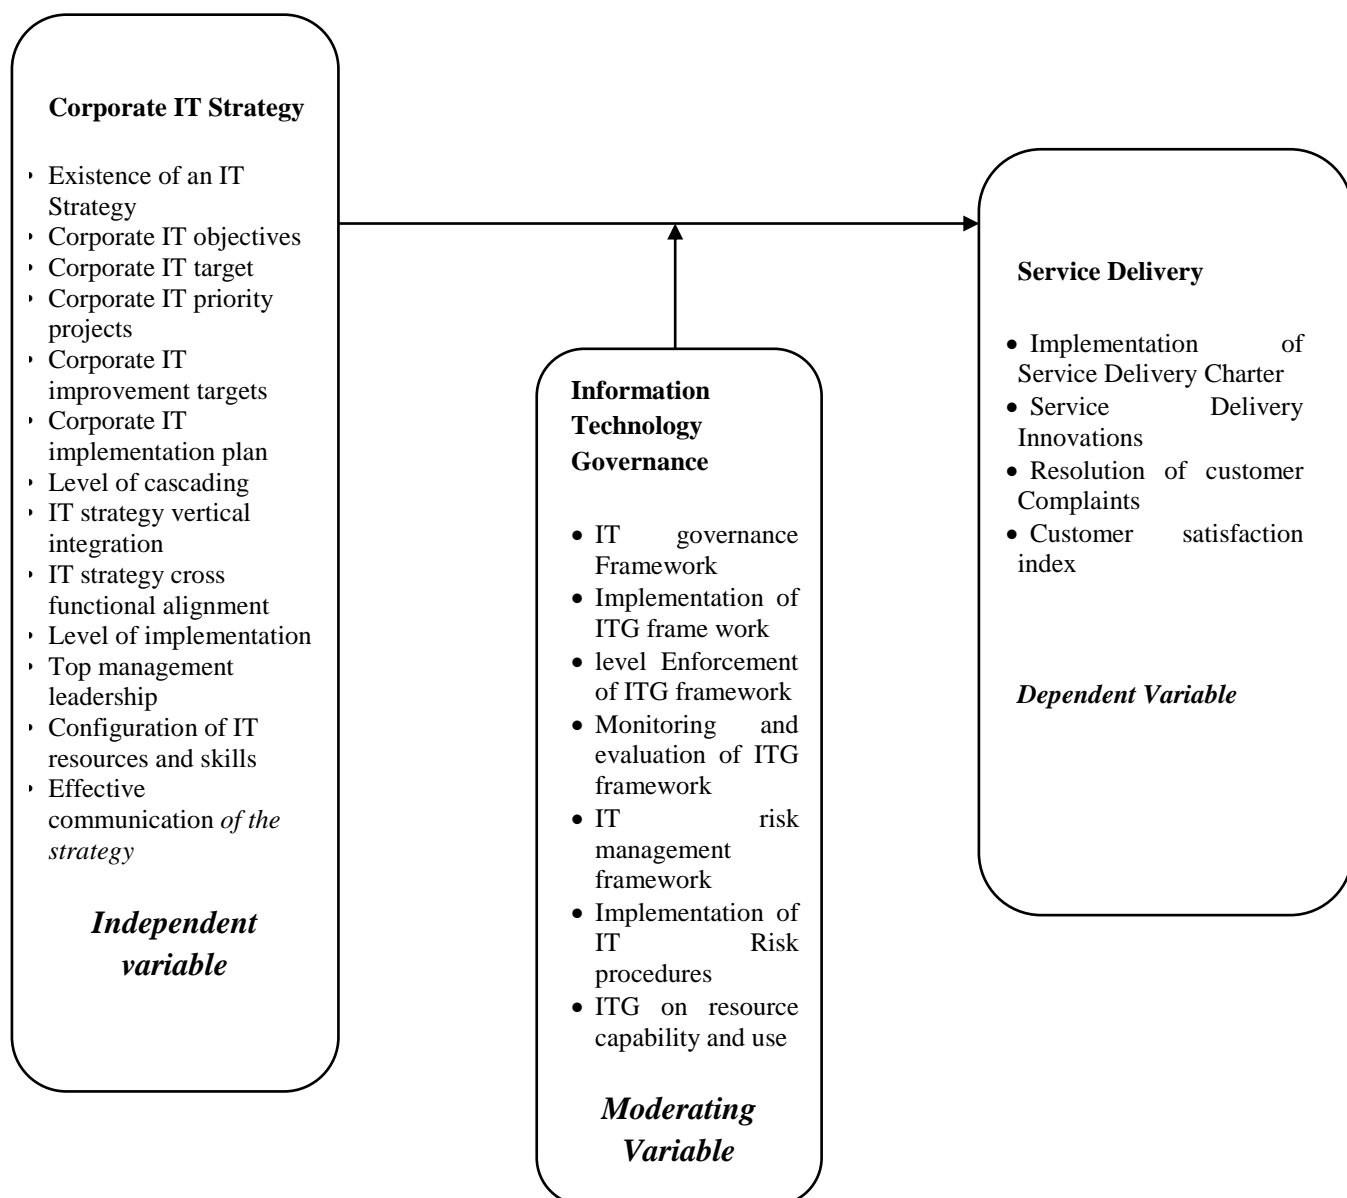 Corporate IT Strategy
Existence of an IT
Strategy
Corporate IT objectives
Corporate IT target
Corporate IT priority
projects
Corporate IT
improvement targets
Corporate IT
implementation plan
Level of cascading
IT strategy vertical
integration
IT strategy cross
functional alignment
Level of implementation
Top management
leadership
Configuration of IT
resources and skills
Effective
communication of the
strategy
Independent
variable
Information
Technology
Governance
• IT governance
Framework
• Implementation of
ITG frame work
• level Enforcement
of ITG framework
• Monitoring and
evaluation of ITG
framework
• IT risk
management
framework
• Implementation of
IT Risk
procedures
• ITG on resource
capability and use
Moderating
Variable
Service Delivery
• Implementation of
Service Delivery Charter
• Service Delivery
Innovations
• Resolution of customer
Complaints
• Customer satisfaction
index
Dependent Variable